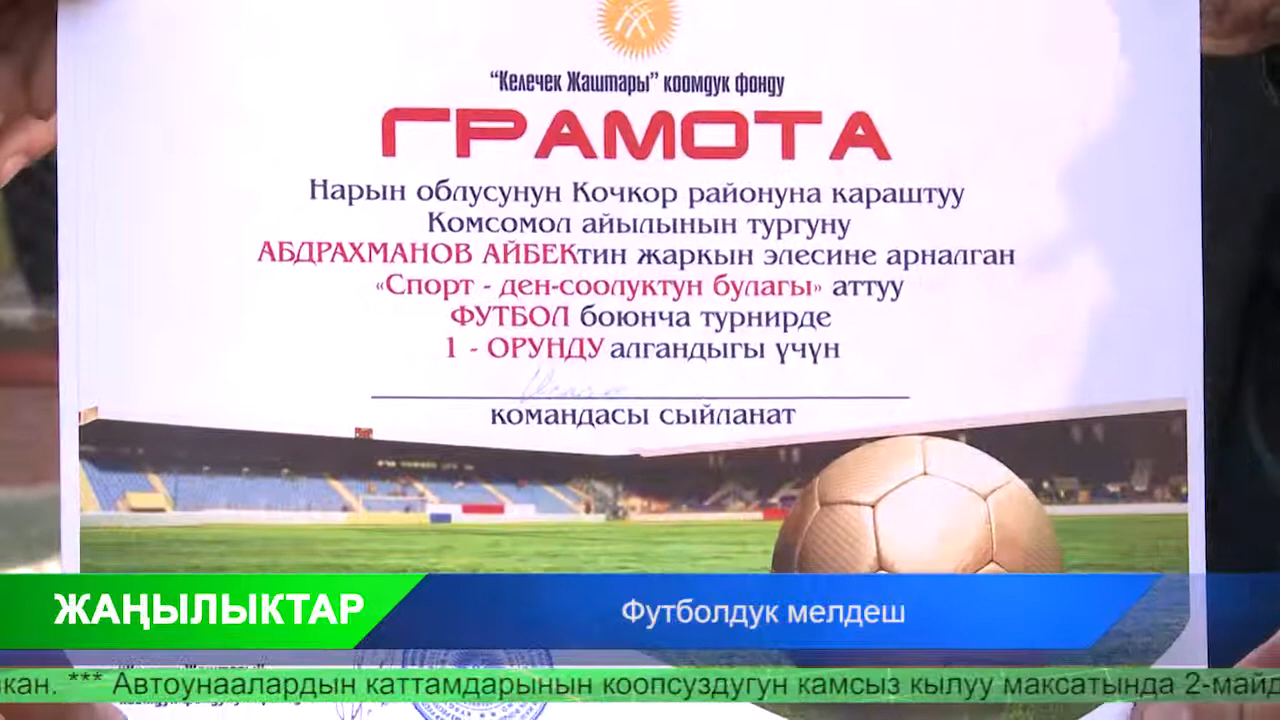 “Келечек Жаштары” коомдук фонду
ГРАМОТА
Нарын облусунун Кочкор районуна караштуу
Комсомол айылынын тургуну
АБДРАХМАНОВ АЙБЕКтин жаркын элесине арналган
«Спорт - ден-соолуктун булагы» аттуу
ФУТБОЛ боюнча турнирде
1 - ОРУНДУ алгандыгы үчүн
командасы сыйланат
ЖАҢЫЛЫКТАР
Футболдук мелдеш
*** Автоунаалардын каттамдарынын коопсуздугун камсыз кылуу максатында 2-майд